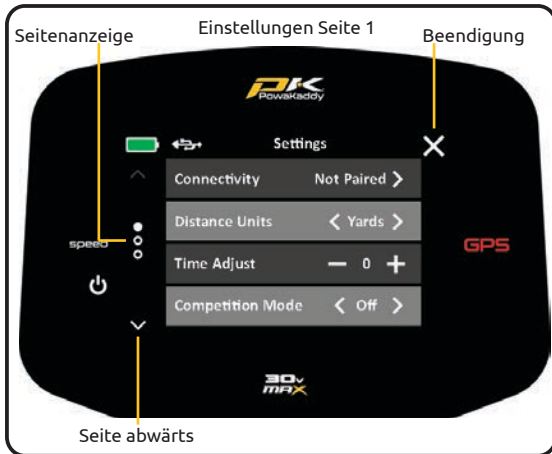 Einstellungen Seite 1
Seitenanzeige
Beendigung
PK
PowaKaddy
Settings
Connectivity Not Paired
Distance Units Yards
speed
GPS
Time Adjust — 0 +
Competition Mode Off
30v
MAX
Seite abwärts